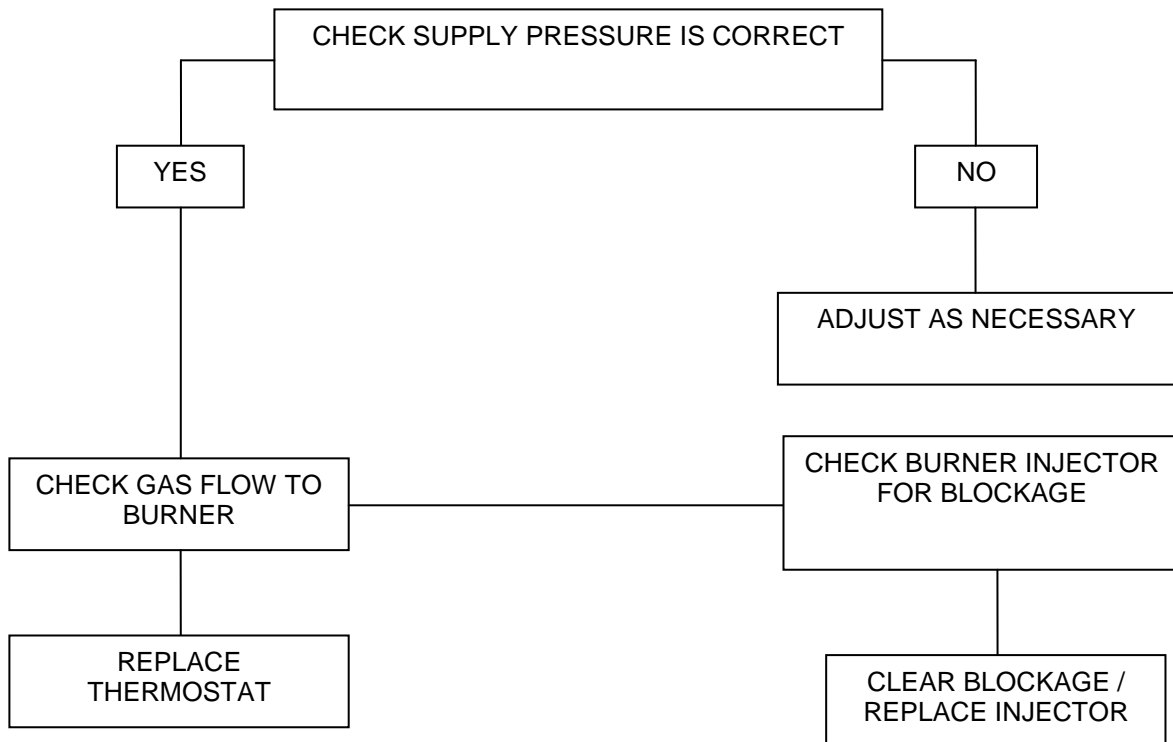 CHECK SUPPLY PRESSURE IS CORRECT
YES
NO
ADJUST AS NECESSARY
CHECK GAS FLOW TO
BURNER
CHECK BURNER INJECTOR
FOR BLOCKAGE
REPLACE
THERMOSTAT
CLEAR BLOCKAGE /
REPLACE INJECTOR